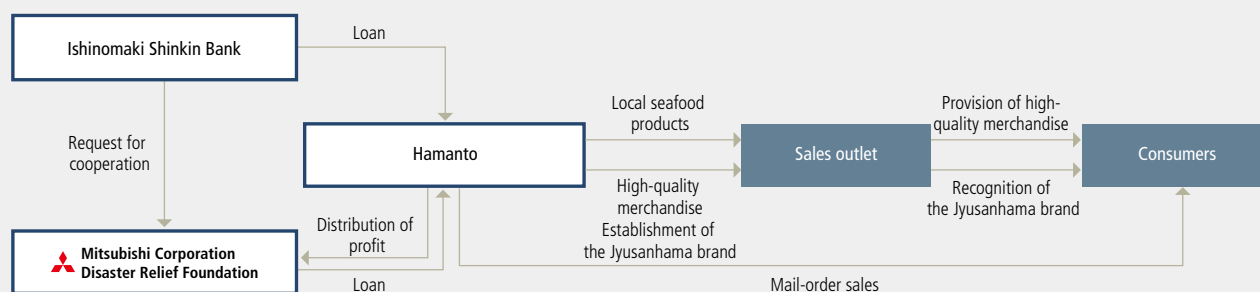 Ishinomaki Shinkin Bank
Loan
Request for
cooperation
Hamanto
Local seafood
products
Sales outlet
Provision of high-
quality merchandise
Consumers
High-quality
merchandise
Establishment of
the Jyusanhama brand
Recognition of
the Jyusanhama brand
Distribution of
profit
Mitsubishi Corporation
Disaster Relief Foundation
Loan
Mail-order sales